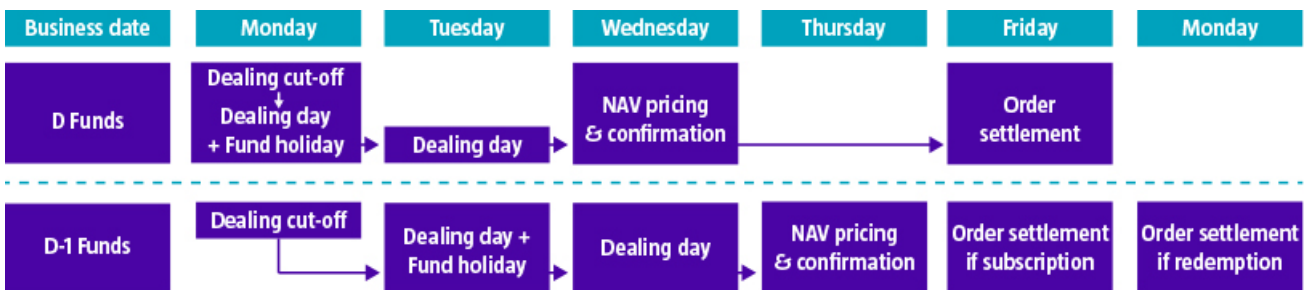 Business date
Monday
Tuesday
Wednesday
Thursday
Friday
Monday
D Funds
Dealing cut-off
Dealing day
+ Fund holiday
Dealing day
NAV pricing
& confirmation
Order
settlement
D-1 Funds
Dealing cut-off
Dealing day +
Fund holiday
Dealing day
NAV pricing
& confirmation
Order settlement
if subscription
Order settlement
if redemption